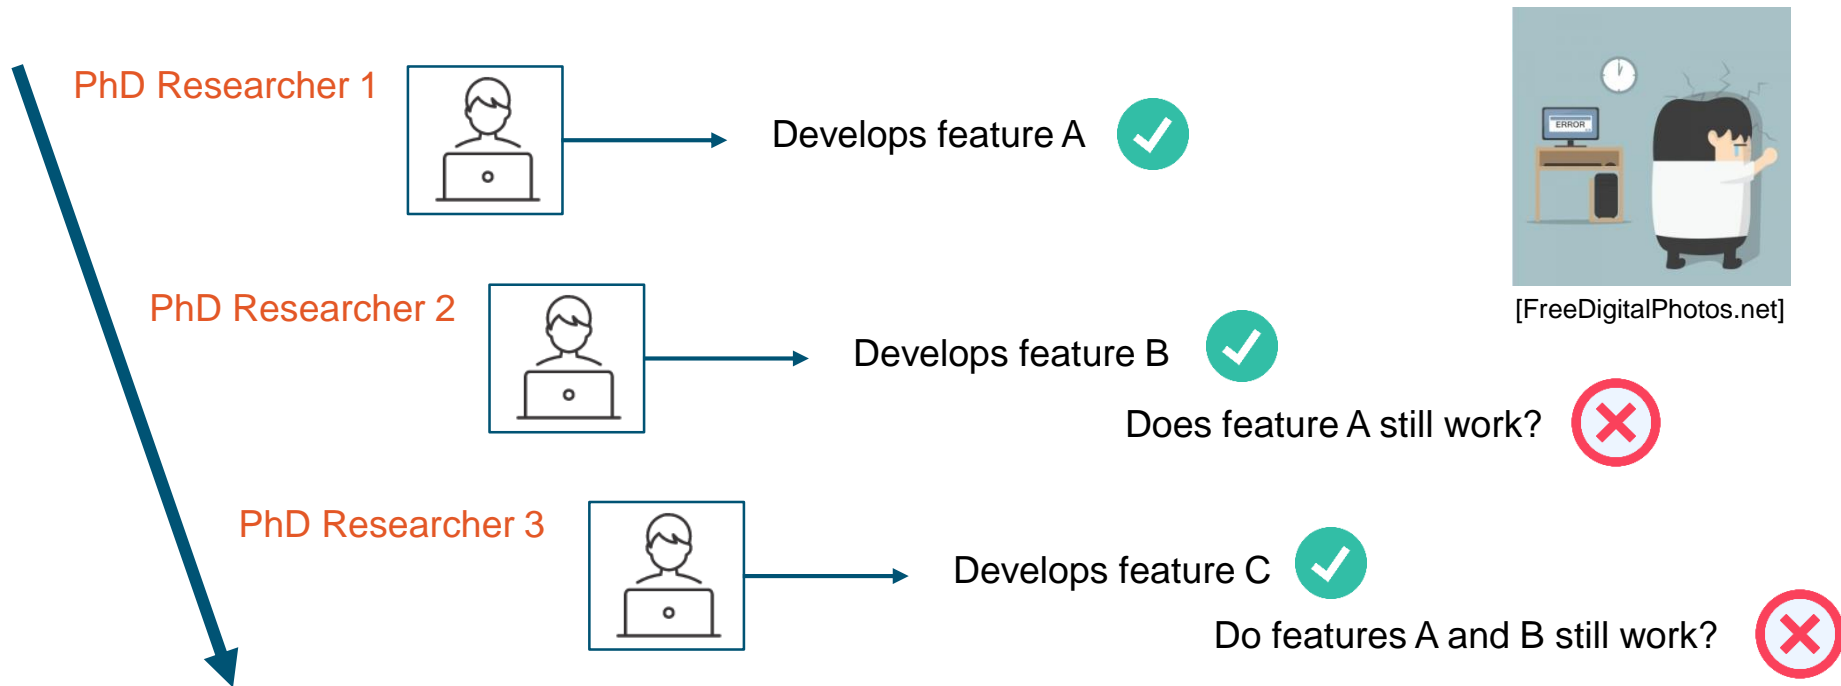 PhD Researcher 1
Develops feature A
ERROR
[FreeDigitalPhotos.net]
PhD Researcher 2
Develops feature B
Does feature A still work?
PhD Researcher 3
Develops feature C
Do features A and B still work?